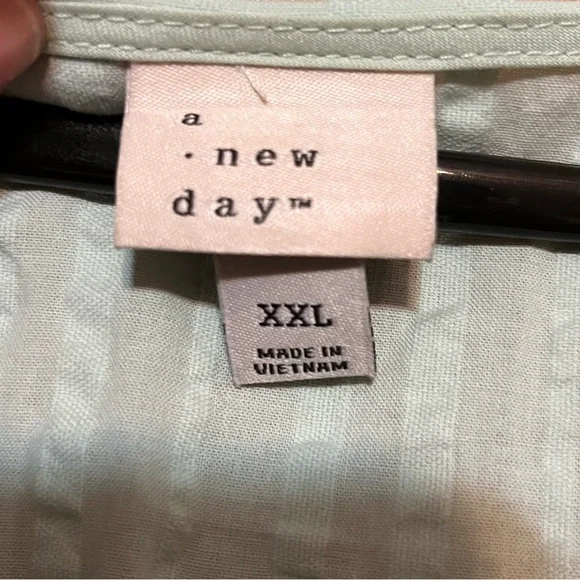 a
· new
day™
XXL
MADE IN
VIETNAM